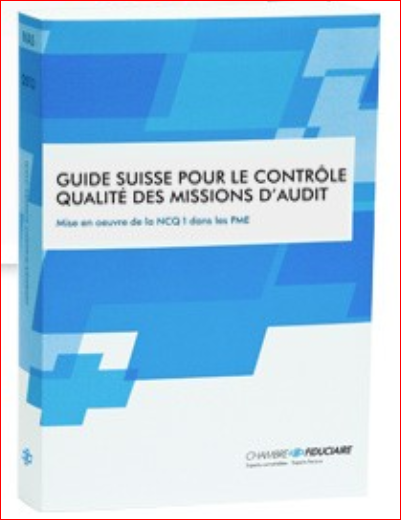 GUIDE SUISSE POUR LE CONTRÔLE
QUALITÉ DES MISSIONS D'AUDIT
Mise en oeuvre de la NCQ 1 dans les PME
CHAMBRE FIDUCIAIRE